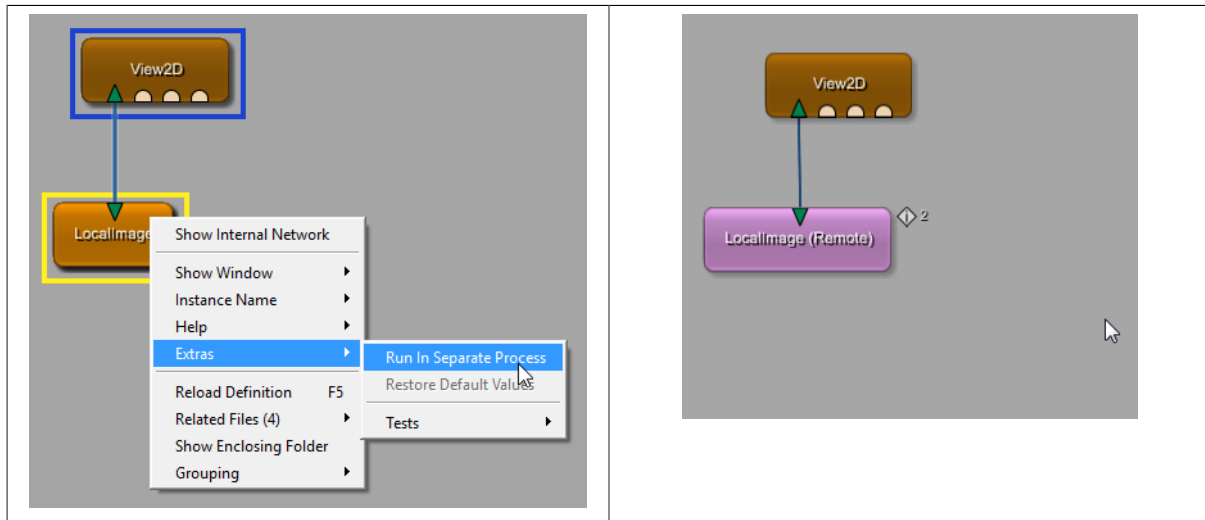 View2D
LocalImage
Show Internal Network
Show Window
Instance Name
Help
Extras
Reload Definition F5
Related Files (4)
Show Enclosing Folder
Grouping
Run In Separate Process
Restore Default Values
Tests
View2D
LocalImage (Remote)
2